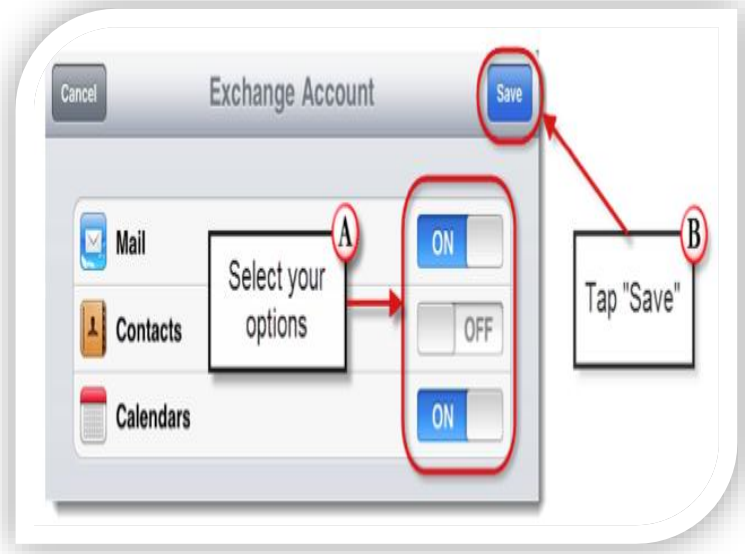 Cancel Exchange Account Save
Mail ON
Contacts OFF
Calendars ON
A
Select your
options
B
Tap "Save"